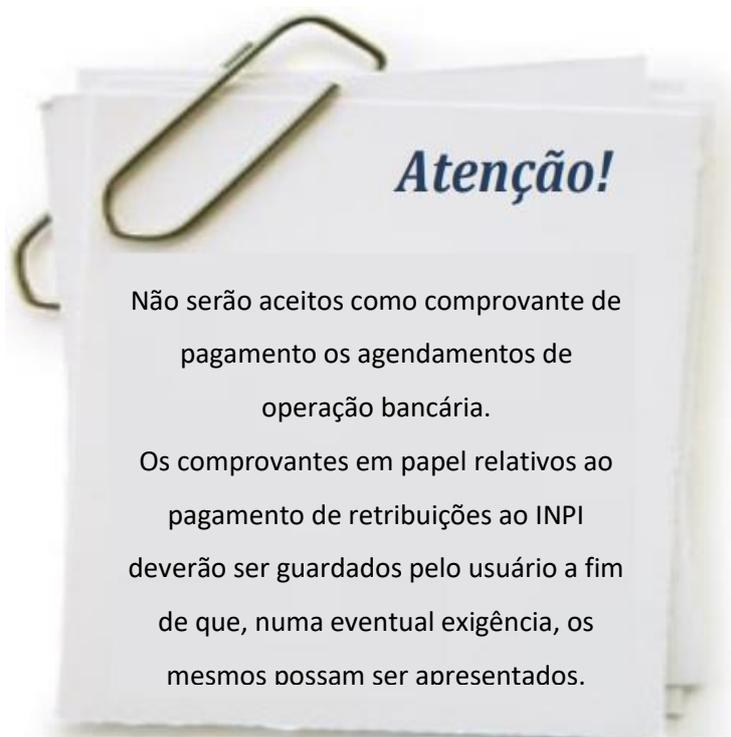 Atenção!
Não serão aceitos como comprovante de
pagamento os agendamentos de
operação bancária.
Os comprovantes em papel relativos ao
pagamento de retribuições ao INPI
deverão ser guardados pelo usuário a fim
de que, numa eventual exigência, os
mesmos possam ser apresentados.